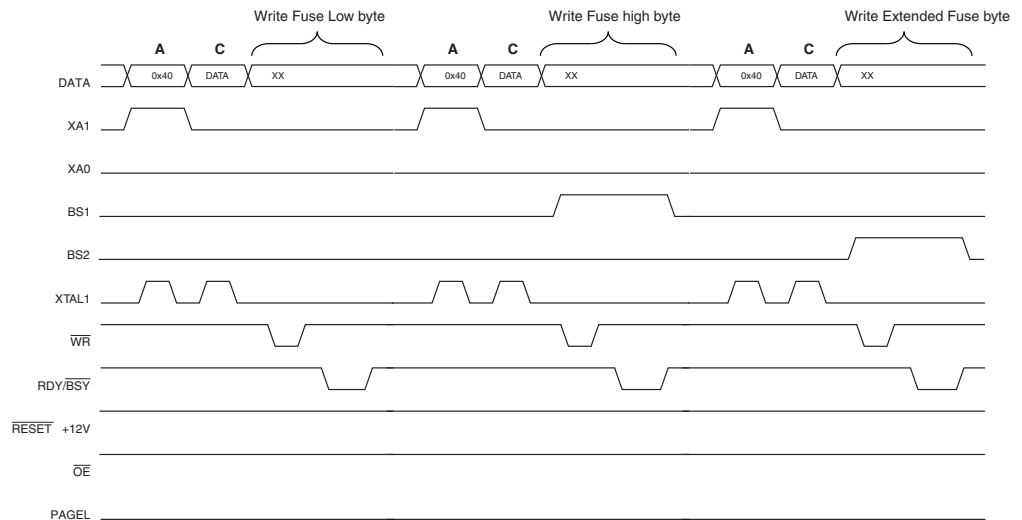 Write Fuse Low byte Write Fuse high byte Write Extended Fuse byte
A C A C A C
DATA 0x40 DATA XX 0x40 DATA XX 0x40 DATA XX
XA1
XA0
BS1
BS2
XTAL1
WR
RDY/BSY
RESET +12V
OE
PAGEL